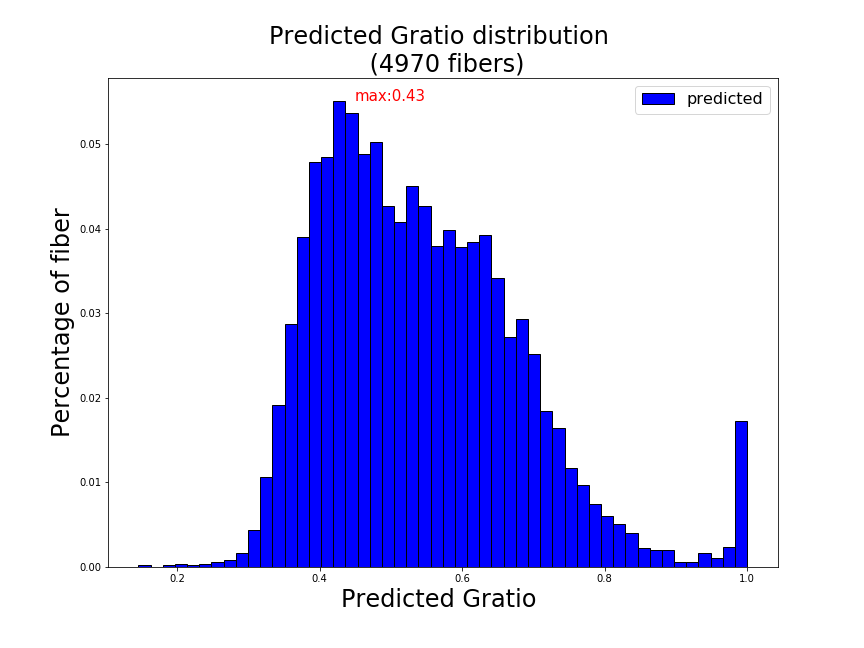 Predicted Gratio distribution
(4970 fibers)
max:0.43
predicted
Percentage of fiber
0.05
0.04
0.03
0.02
0.01
0.00
0.2 0.4 0.6 0.8 1.0
Predicted Gratio